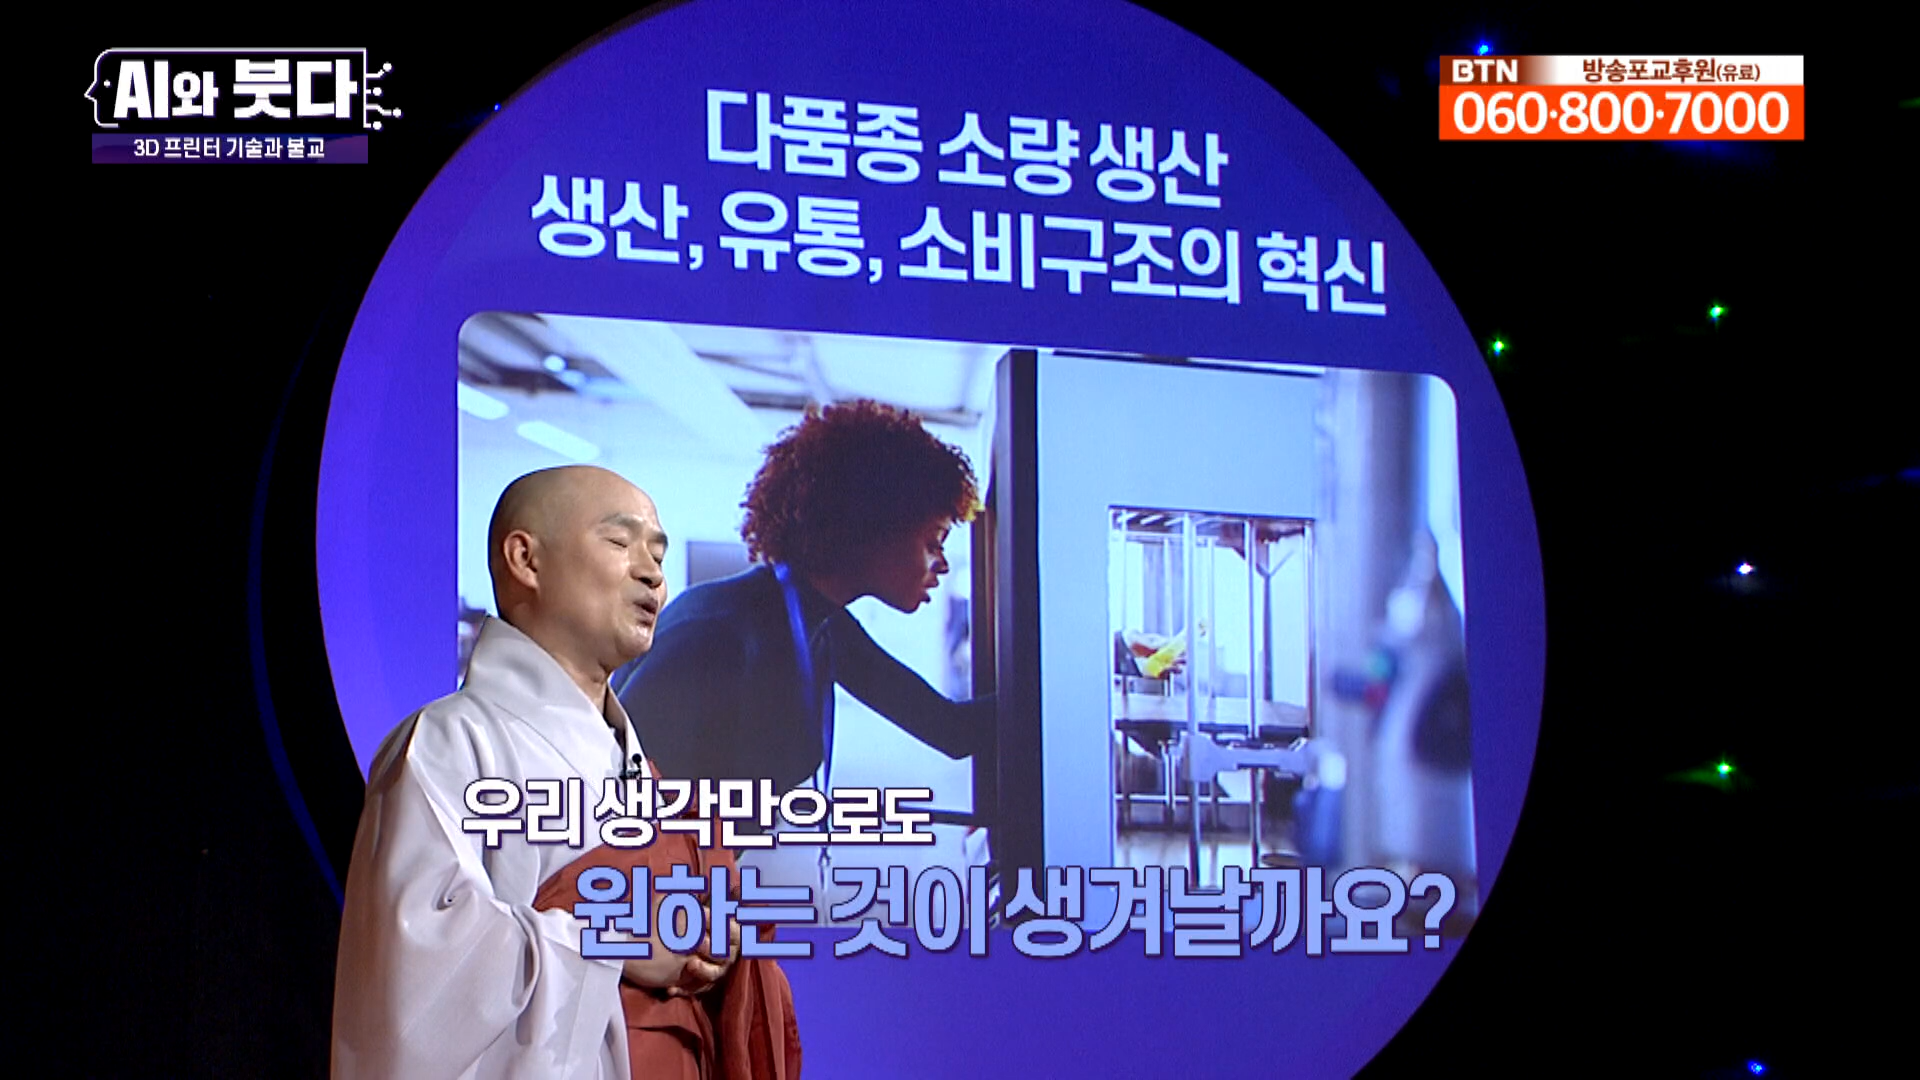 AI와 붓다
3D 프린터 기술과 불교
BTN 방송포교후원(유료)
060·800·7000
다품종 소량 생산
생산, 유통, 소비구조의 혁신
우리 생각만으로도
원하는 것이 생겨날까요?